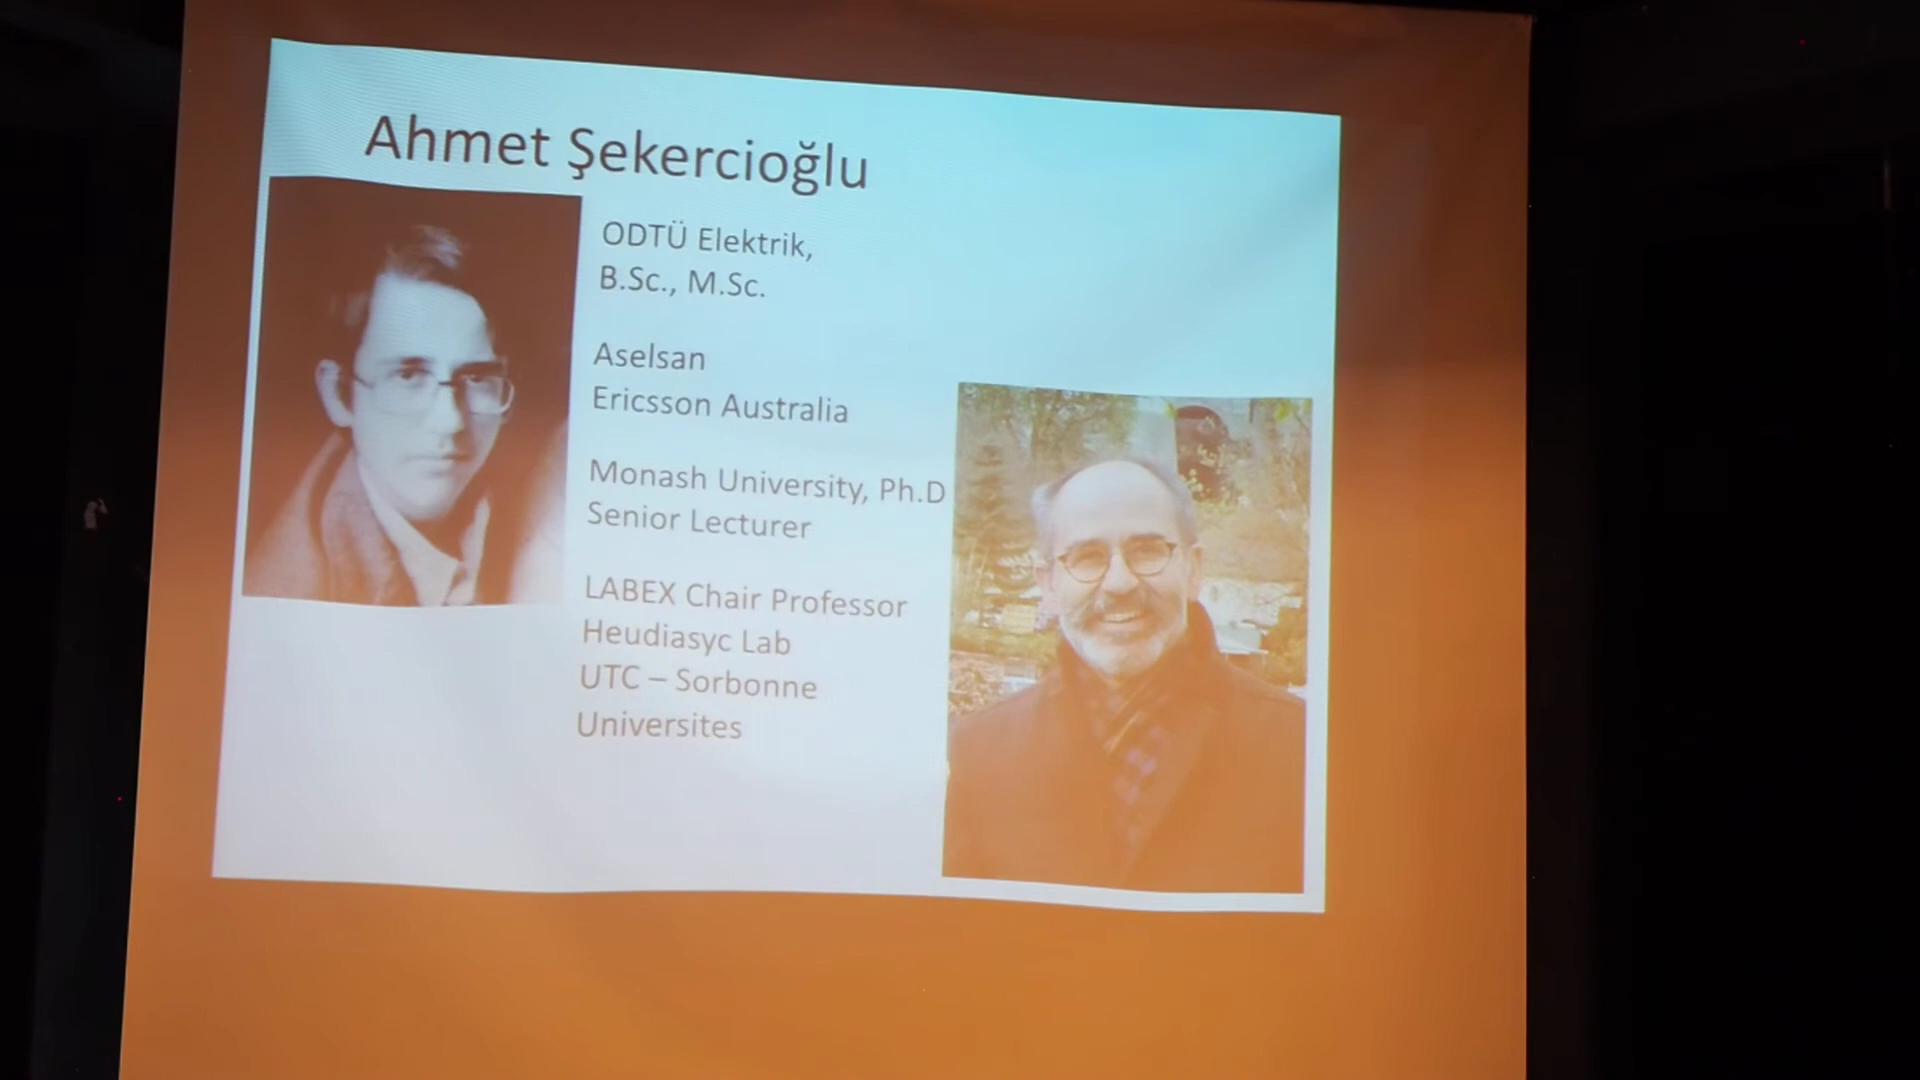 Ahmet Şekercioğlu
ODTÜ Elektrik,
B.Sc., M.Sc.
Aselsan
Ericsson Australia
Monash University, Ph.D
Senior Lecturer
LABEX Chair Professor
Heudiasyc Lab
UTC – Sorbonne
Universites